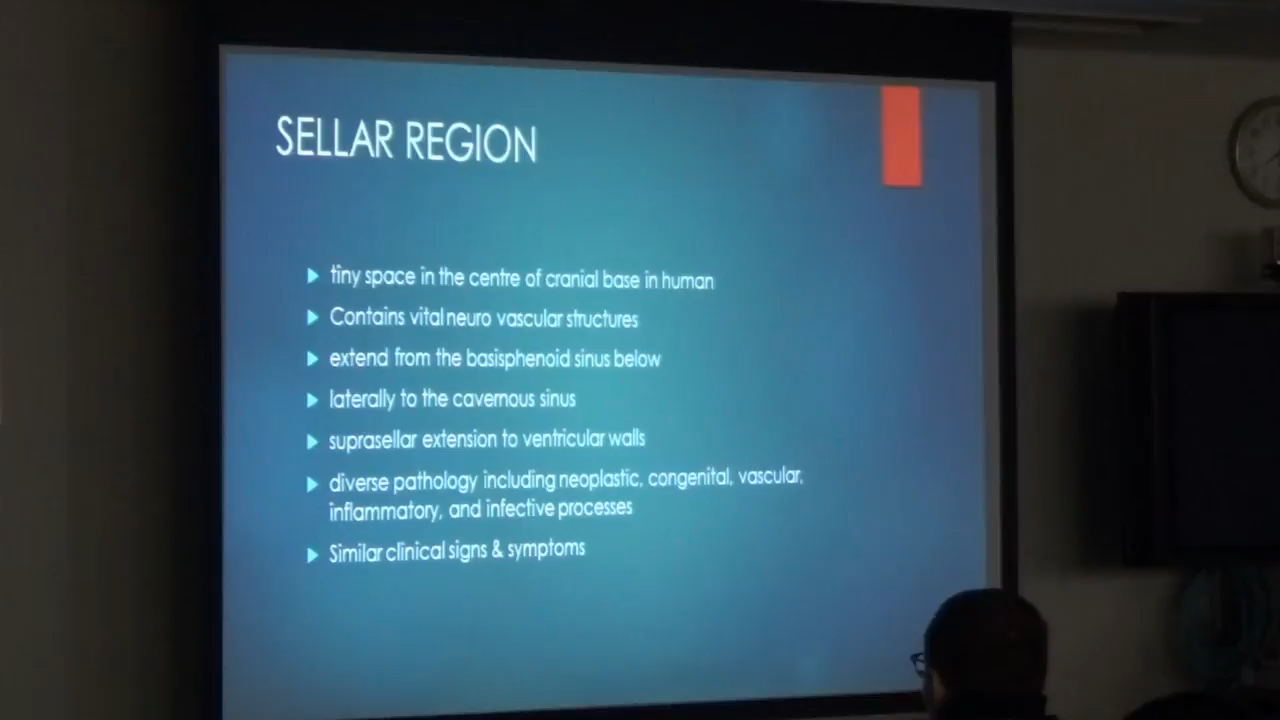 SELLAR REGION
tiny space in the centre of cranial base in human
Contains vital neuro vascular structures
extend from the basisphenoid sinus below
laterally to the cavernous sinus
suprasellar extension to ventricular walls
diverse pathology including neoplastic, congenital, vascular,
inflammatory, and infective processes
Similar clinical signs & symptoms